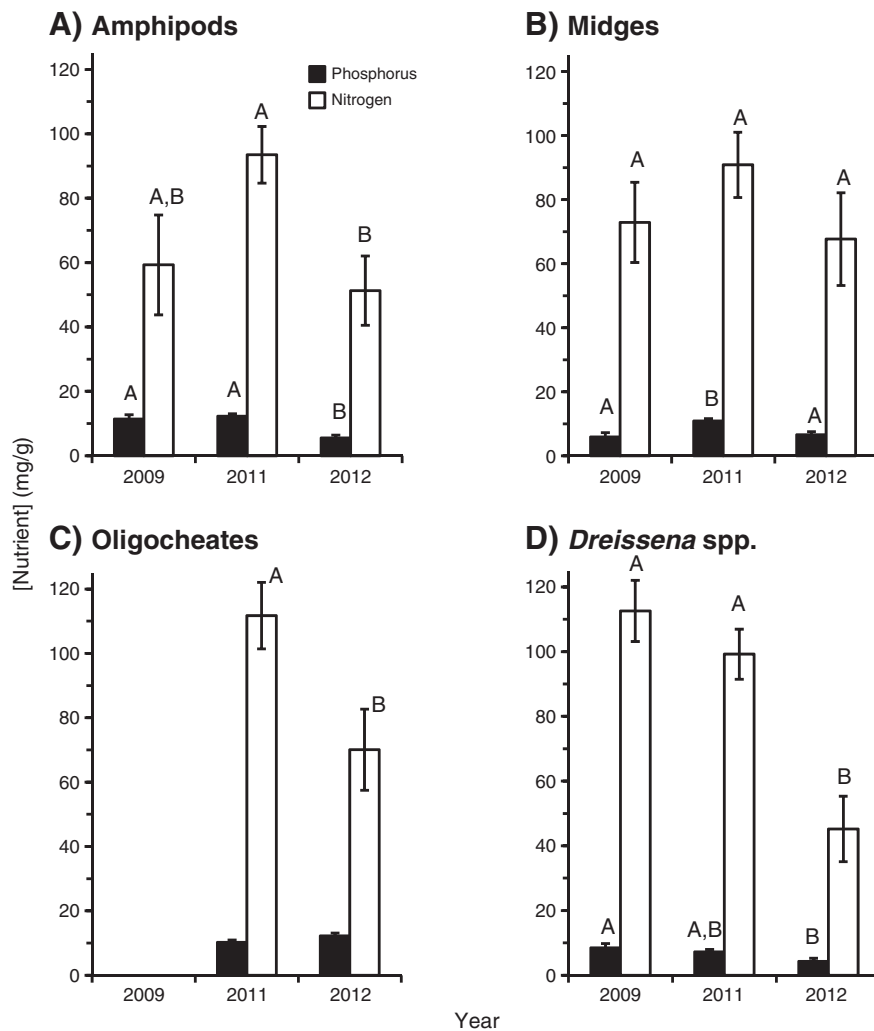 A) Amphipods
Phosphorus
Nitrogen
120
100
80
60
40
20
0
A,B
A
B
A
A
B
2009
2011
2012
B) Midges
120
100
80
60
40
20
0
A
A
A
A
B
A
2009
2011
2012
C) Oligocheates
120
100
80
60
40
20
0
A
B
2009
2011
2012
D) Dreissena spp.
120
100
80
60
40
20
0
A
A
B
A
A,B
B
2009
2011
2012
[Nutrient] (mg/g)
Year